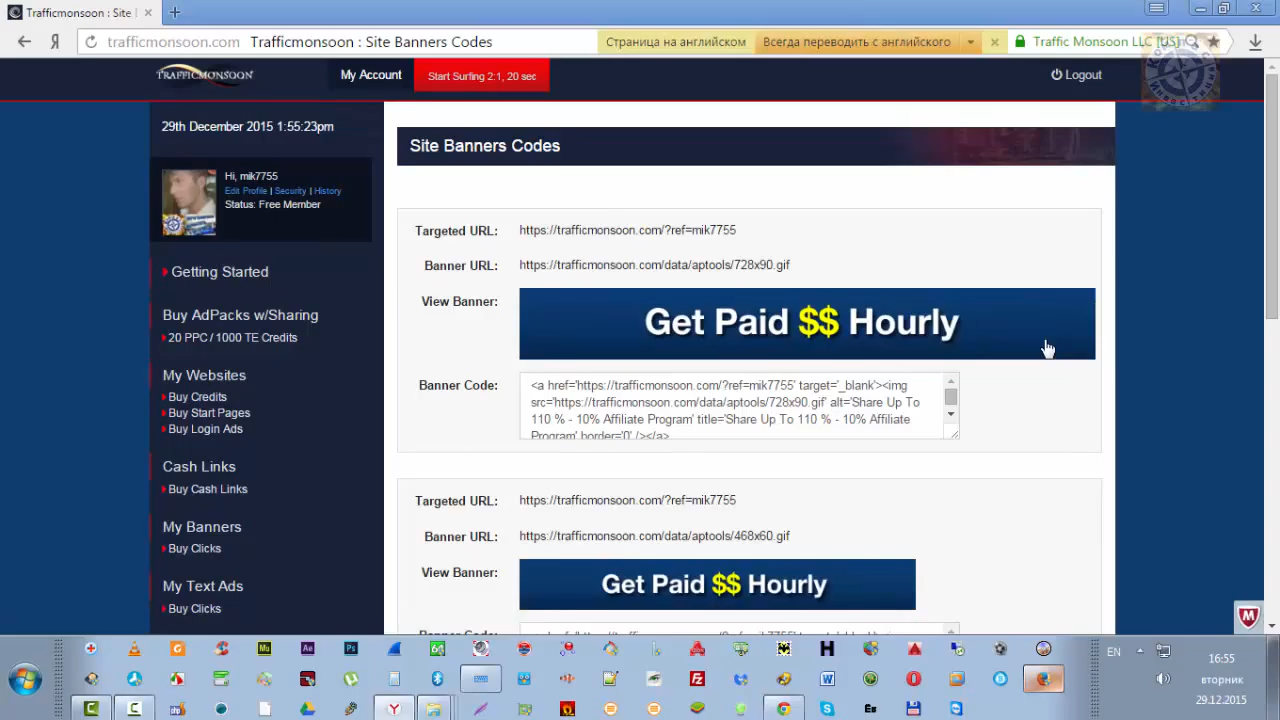 Trafficmonsoon : Site
trafficmonsoon.com Trafficmonsoon : Site Banners Codes Страница на английском Всегда переводить с английского Traffic Monsoon LLC [US]
TRAFFICMONSOON My Account Start Surfing 2:1, 20 sec Logout
29th December 2015 1:55:23pm
Hi, mik7755
Edit Profile | Security | History
Status: Free Member
Getting Started
Buy AdPacks w/Sharing
20 PPC / 1000 TE Credits
My Websites
Buy Credits
Buy Start Pages
Buy Login Ads
Cash Links
Buy Cash Links
My Banners
Buy Clicks
My Text Ads
Buy Clicks
Site Banners Codes
Targeted URL: https://trafficmonsoon.com/?ref=mik7755
Banner URL: https://trafficmonsoon.com/data/aptools/728x90.gif
View Banner: Get Paid $$ Hourly
Banner Code: <a href='https://trafficmonsoon.com/?ref=mik7755' target='_blank'><img
src='https://trafficmonsoon.com/data/aptools/728x90.gif' alt='Share Up To
110 % - 10% Affiliate Program' title='Share Up To 110 % - 10% Affiliate
Program' border='0' /></a>
Targeted URL: https://trafficmonsoon.com/?ref=mik7755
Banner URL: https://trafficmonsoon.com/data/aptools/468x60.gif
View Banner: Get Paid $$ Hourly
EN
16:55
вторник
29.12.2015